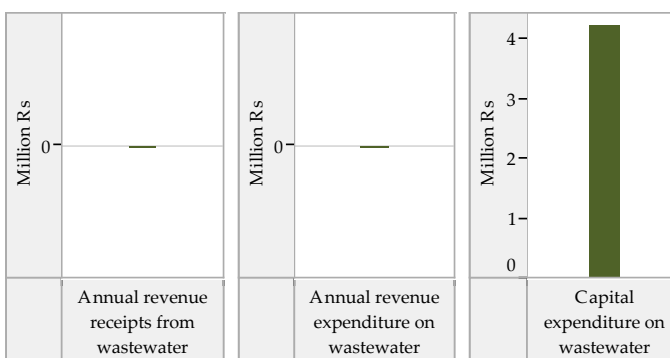 Million Rs
0
Annual revenue
receipts from
wastewater
Million Rs
0
Annual revenue
expenditure on
wastewater
Million Rs
4
3
2
1
0
Capital
expenditure on
wastewater